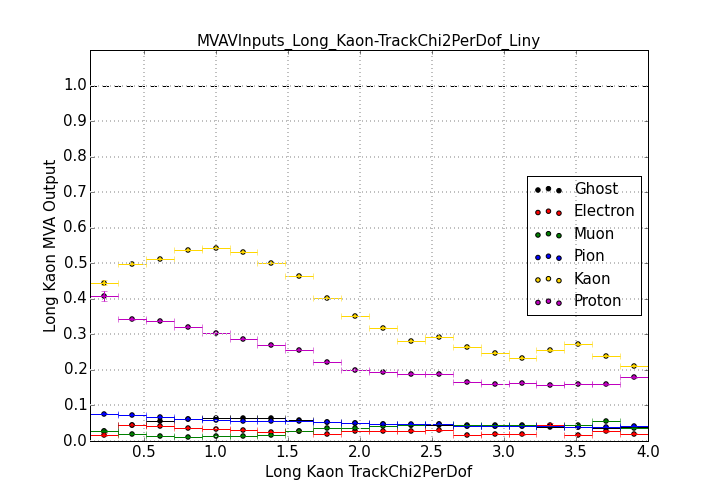 MVAVInputs_Long_Kaon-TrackChi2PerDof_Liny
Long Kaon MVA Output
1.0
0.9
0.8
0.7
0.6
0.5
0.4
0.3
0.2
0.1
0.0
Ghost
Electron
Muon
Pion
Kaon
Proton
0.5 1.0 1.5 2.0 2.5 3.0 3.5 4.0
Long Kaon TrackChi2PerDof